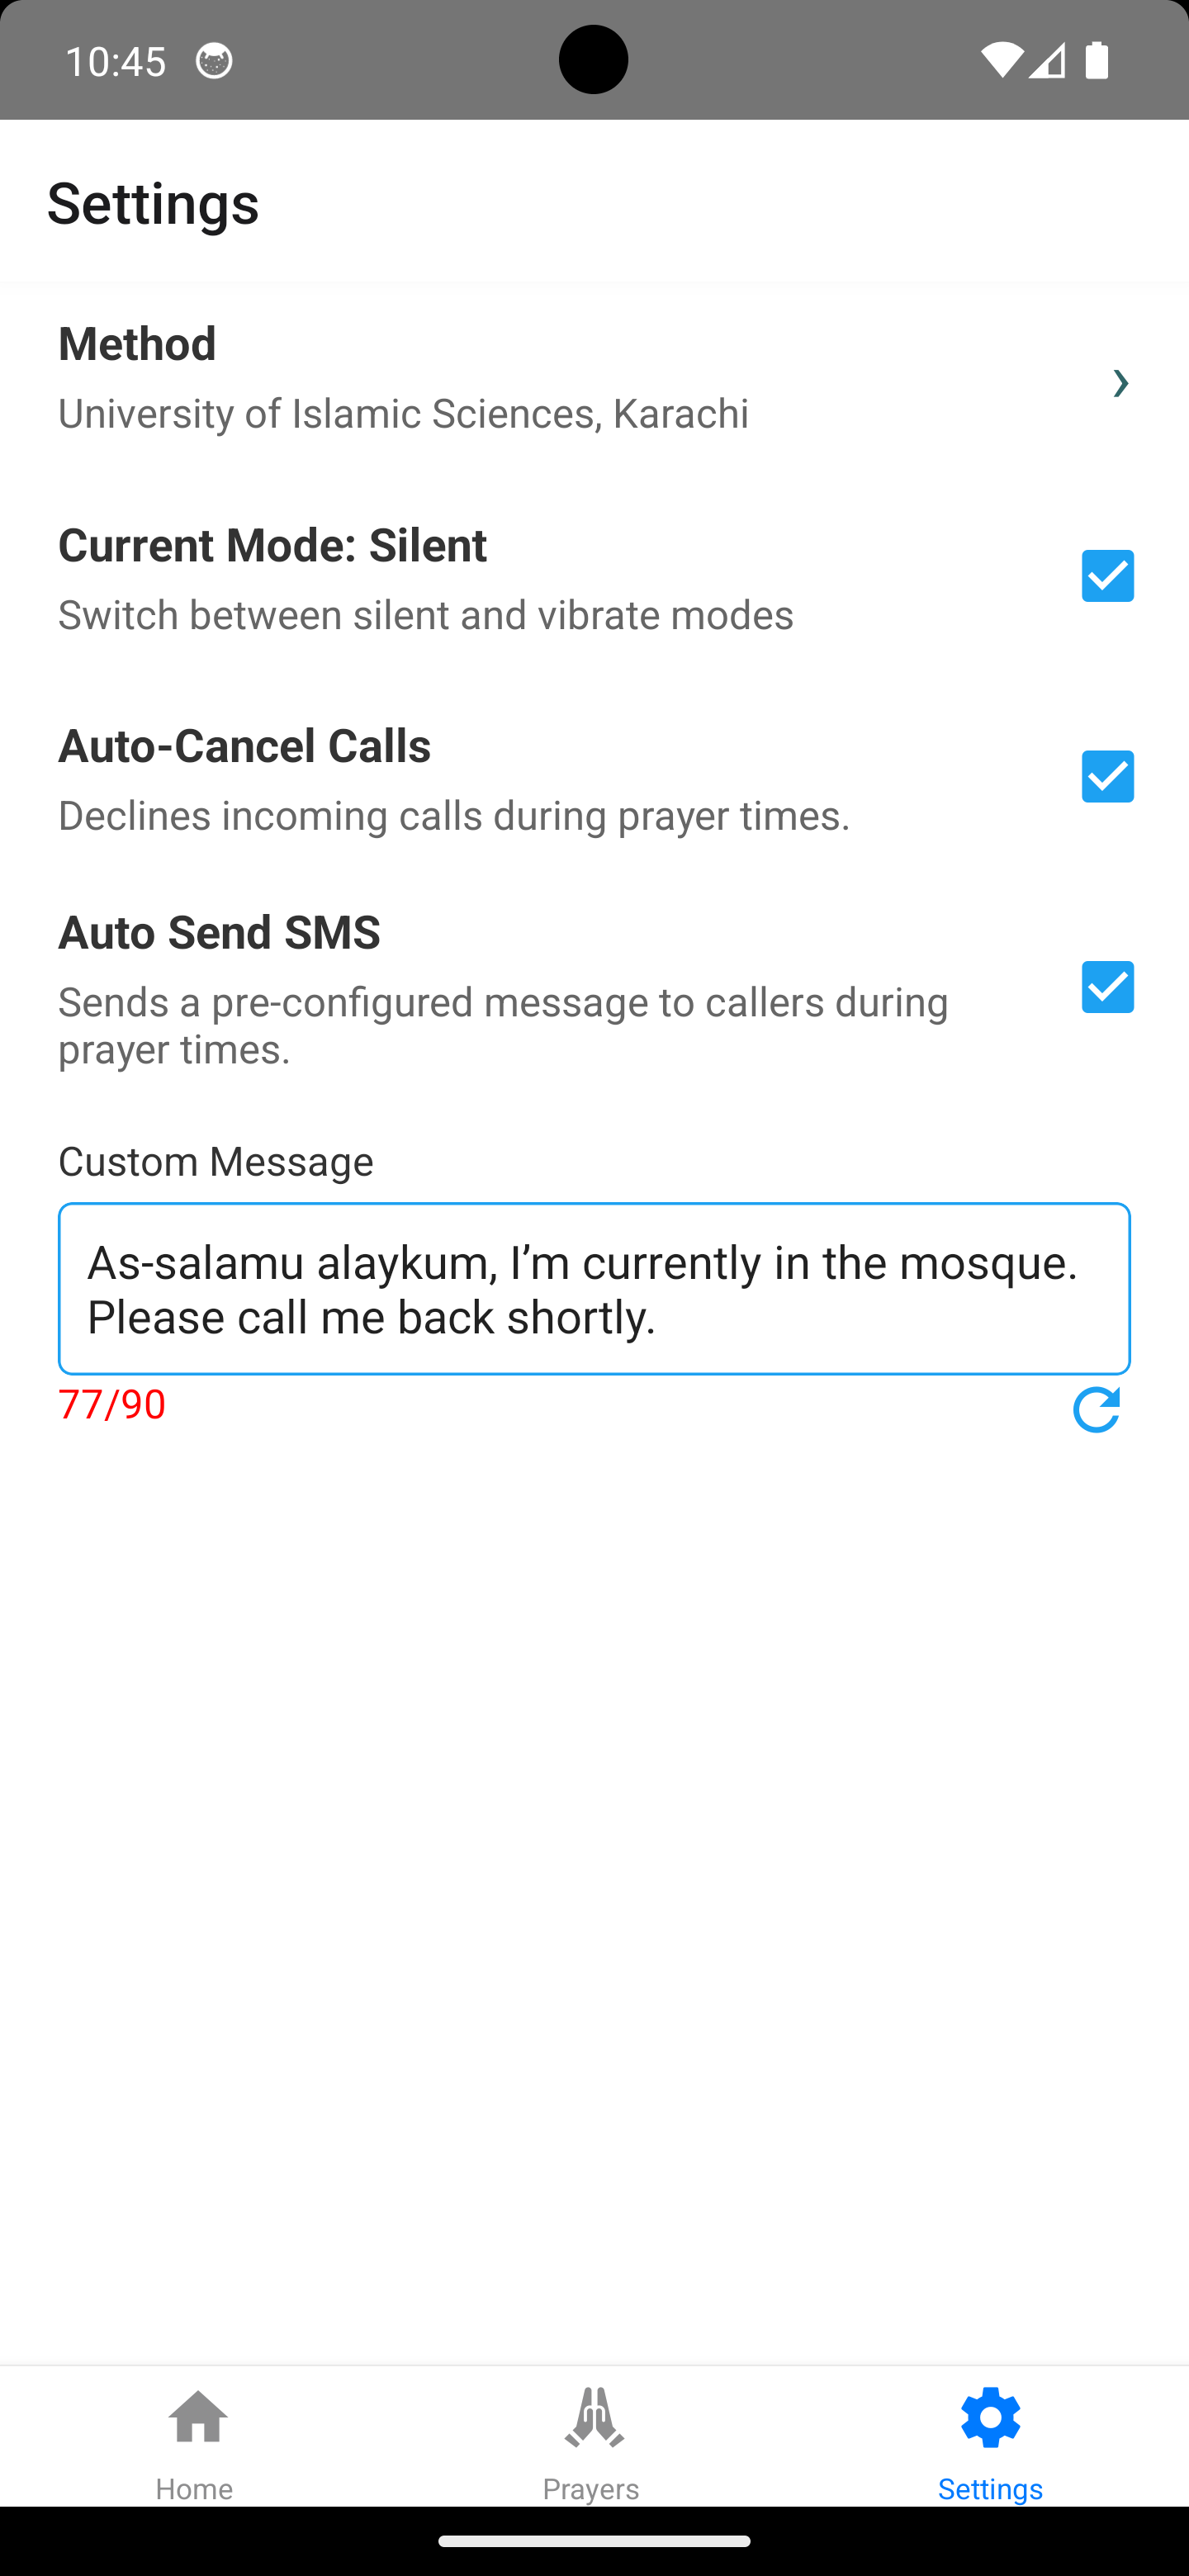 10:45
Settings
Method
University of Islamic Sciences, Karachi
Current Mode: Silent
Switch between silent and vibrate modes
Auto-Cancel Calls
Declines incoming calls during prayer times.
Auto Send SMS
Sends a pre-configured message to callers during
prayer times.
Custom Message
As-salamu alaykum, I’m currently in the mosque.
Please call me back shortly.
77/90
Home
Prayers
Settings